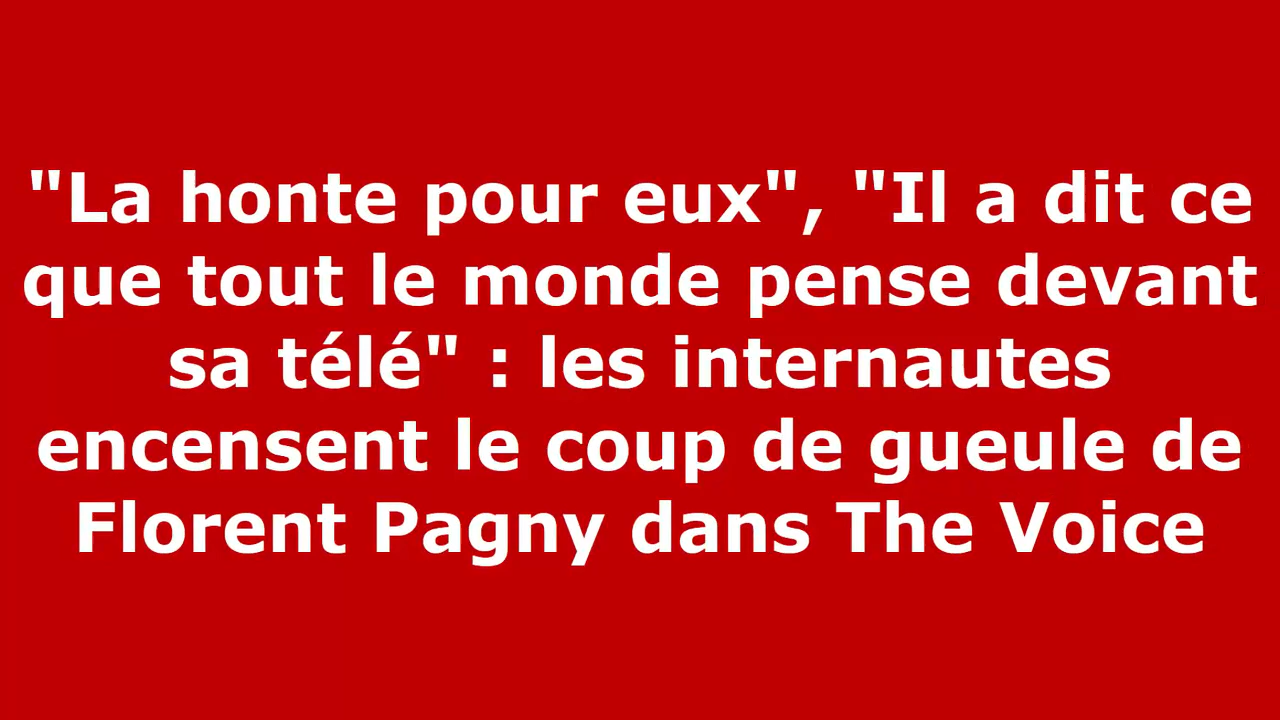 "La honte pour eux", "Il a dit ce
que tout le monde pense devant
sa télé" : les internautes
encensent le coup de gueule de
Florent Pagny dans The Voice